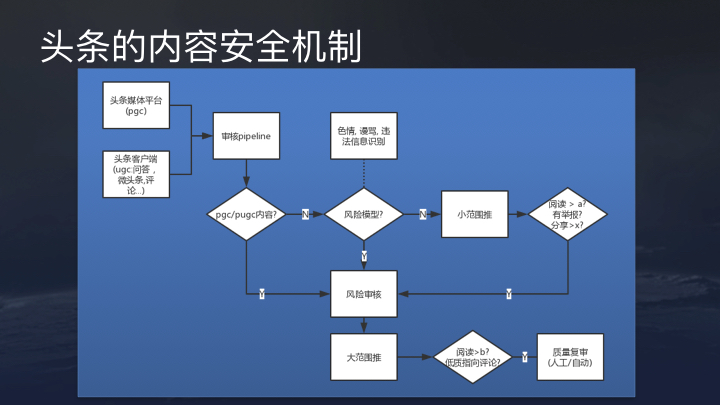 头条的内容安全机制
头条媒体平台
(pgc)
审核pipeline
色情, 谩骂, 违
法信息识别
头条客户端
(ugc:问答，
微头条,评
论...)
pgc/pugc内容?
N
风险模型?
N
小范围推
阅读 > a?
有举报?
分享>x?
Y
Y
Y
风险审核
大范围推
阅读>b?
低质指向评论?
Y
质量复审
(人工/自动)